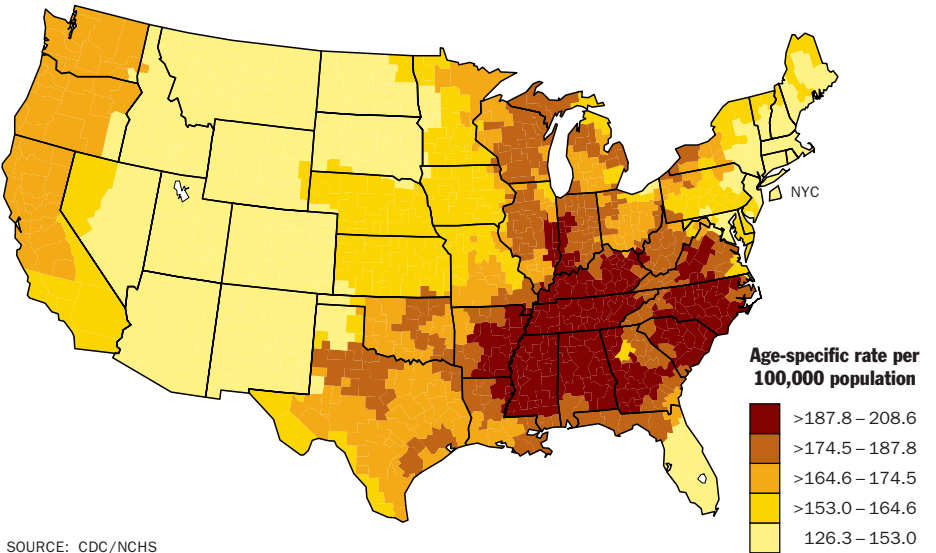 NYC
Age-specific rate per
100,000 population
>187.8 – 208.6
>174.5 – 187.8
>164.6 – 174.5
>153.0 – 164.6
126.3 – 153.0
SOURCE: CDC/NCHS